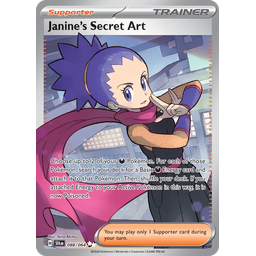 Supporter
TRAINER
Janine's Secret Art
Choose up to 2 of your Pokémon. For each of those
Pokémon, search your deck for a Basic Energy card and
attach it to that Pokémon. Then, shuffle your deck. If you
attached Energy to your Active Pokémon in this way, it is
now Poisoned.
You may play only 1 Supporter card during
your turn.
088/064